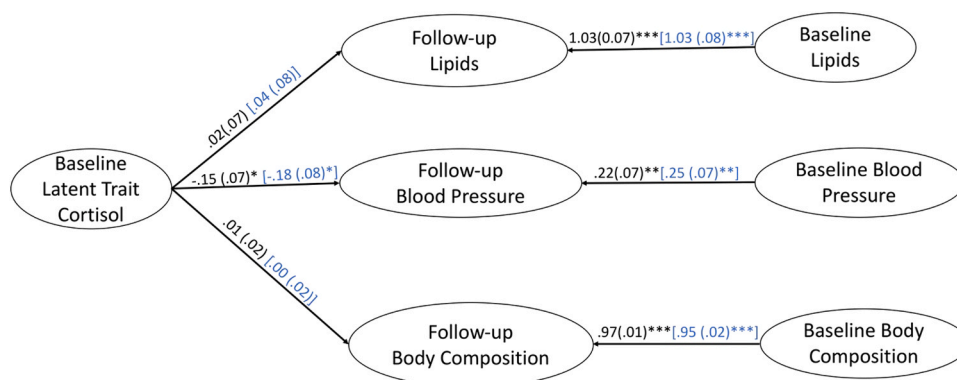 Follow-up
Lipids
1.03(0.07)***[1.03 (.08)***]
Baseline
Lipids
.02(.07) [.04 (.08)]
Baseline
Latent Trait
Cortisol
-.15 (.07)* [-.18 (.08)*]
Follow-up
Blood Pressure
.22(.07)**[.25 (.07)**]
Baseline Blood
Pressure
.01 (.02) [.00 (.02)]
Follow-up
Body Composition
.97(.01)***[.95 (.02)***]
Baseline Body
Composition